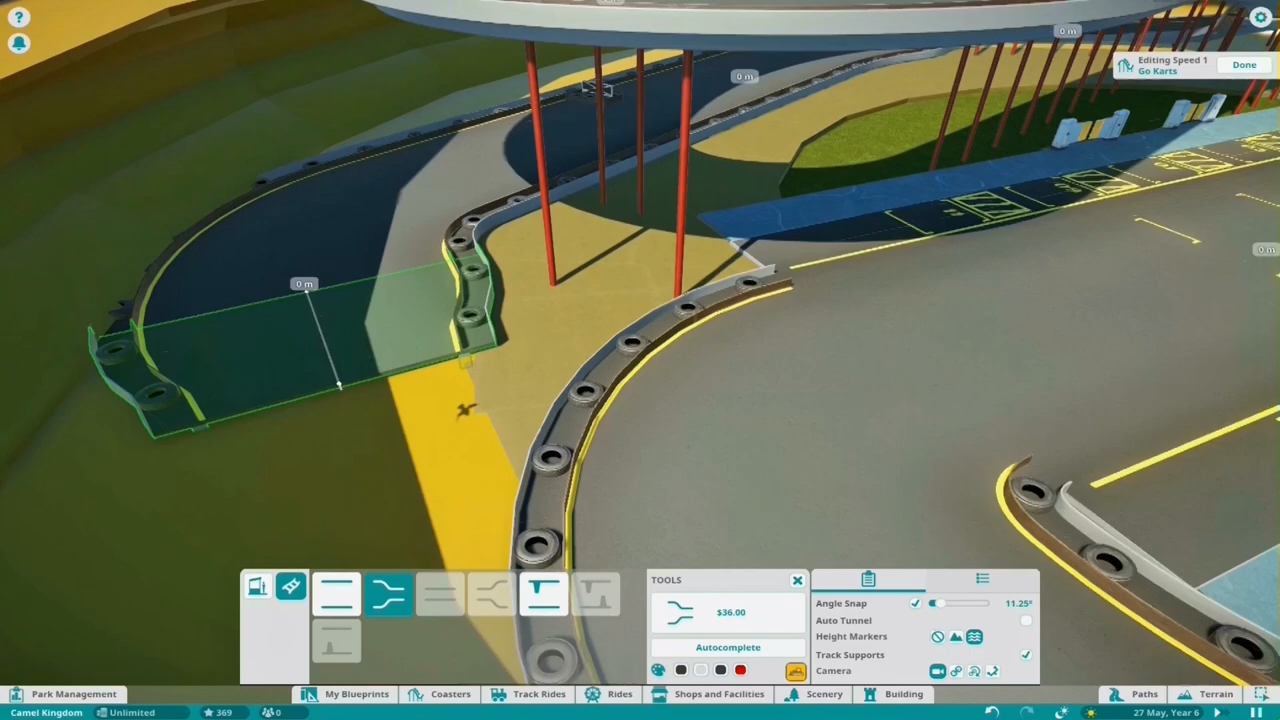 ?
0 m
0 m
Editing Speed 1
Go Karts
Done
0 m
0 m
TOOLS
$36.00
Autocomplete
Angle Snap
11.25°
Auto Tunnel
Height Markers
Track Supports
Camera
Park Management
My Blueprints
Coasters
Track Rides
Rides
Shops and Facilities
Scenery
Building
Paths
Terrain
Camel Kingdom
Unlimited
369
0
27 May, Year 6